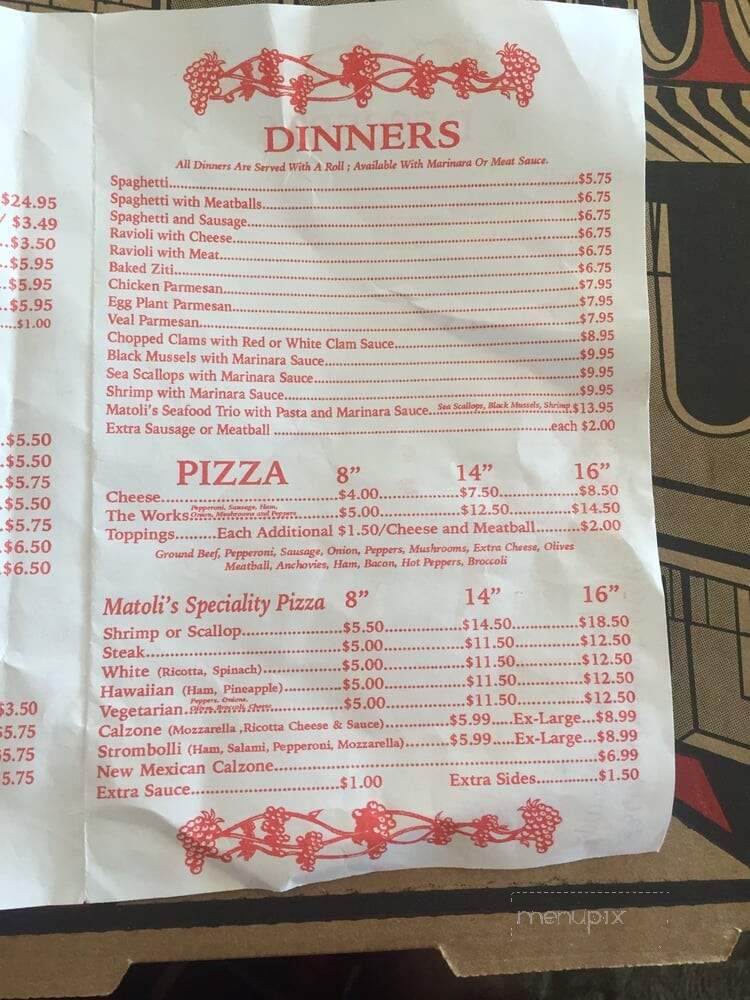 $24.95
$3.49
..$3.50
..$5.95
..$5.95
..$5.95
....$1.00
.$5.50
.$5.50
.$5.75
.$5.50
.$5.75
.$6.50
.$6.50
$3.50
$5.75
5.75
5.75
DINNERS
All Dinners Are Served With A Roll ; Available With Marinara Or Meat Sauce.
Spaghetti...$5.75
Spaghetti with Meatballs...$6.75
Spaghetti and Sausage...$6.75
Ravioli with Cheese...$6.75
Ravioli with Meat...$6.75
Baked Ziti...$6.75
Chicken Parmesan...$7.95
Egg Plant Parmesan...$7.95
Veal Parmesan...$7.95
Chopped Clams with Red or White Clam Sauce...$8.95
Black Mussels with Marinara Sauce...$9.95
Sea Scallops with Marinara Sauce...$9.95
Shrimp with Marinara Sauce...$9.95
Matoli's Seafood Trio with Pasta and Marinara Sauce...Sea Scallops, Black Mussels, Shrimp.$13.95
Extra Sausage or Meatball ...each $2.00
PIZZA 8" 14" 16"
Cheese...$4.00...$7.50...$8.50
Pepperoni, Sausage, Ham,
The Works Onion, Mushrooms and Peppers...$5.00...$12.50...$14.50
Toppings...Each Additional $1.50/Cheese and Meatball...$2.00
Ground Beef, Pepperoni, Sausage, Onion, Peppers, Mushrooms, Extra Cheese, Olives
Meatball, Anchovies, Ham, Bacon, Hot Peppers, Broccoli
Matoli's Speciality Pizza 8" 14" 16"
Shrimp or Scallop...$5.50...$14.50...$18.50
Steak...$5.00...$11.50...$12.50
White (Ricotta, Spinach)...$5.00...$11.50...$12.50
Hawaiian (Ham, Pineapple)...$5.00...$11.50...$12.50
Peppers, Onions,
Vegetarian.Olives, Broccoli, Cheese...$5.00...$11.50...$12.50
Calzone (Mozzarella ,Ricotta Cheese & Sauce)...$5.99.....Ex-Large...$8.99
Strombolli (Ham, Salami, Pepperoni, Mozzarella)...$5.99.....Ex-Large...$8.99
New Mexican Calzone...$6.99
Extra Sauce...$1.00 Extra Sides...$1.50
menupix